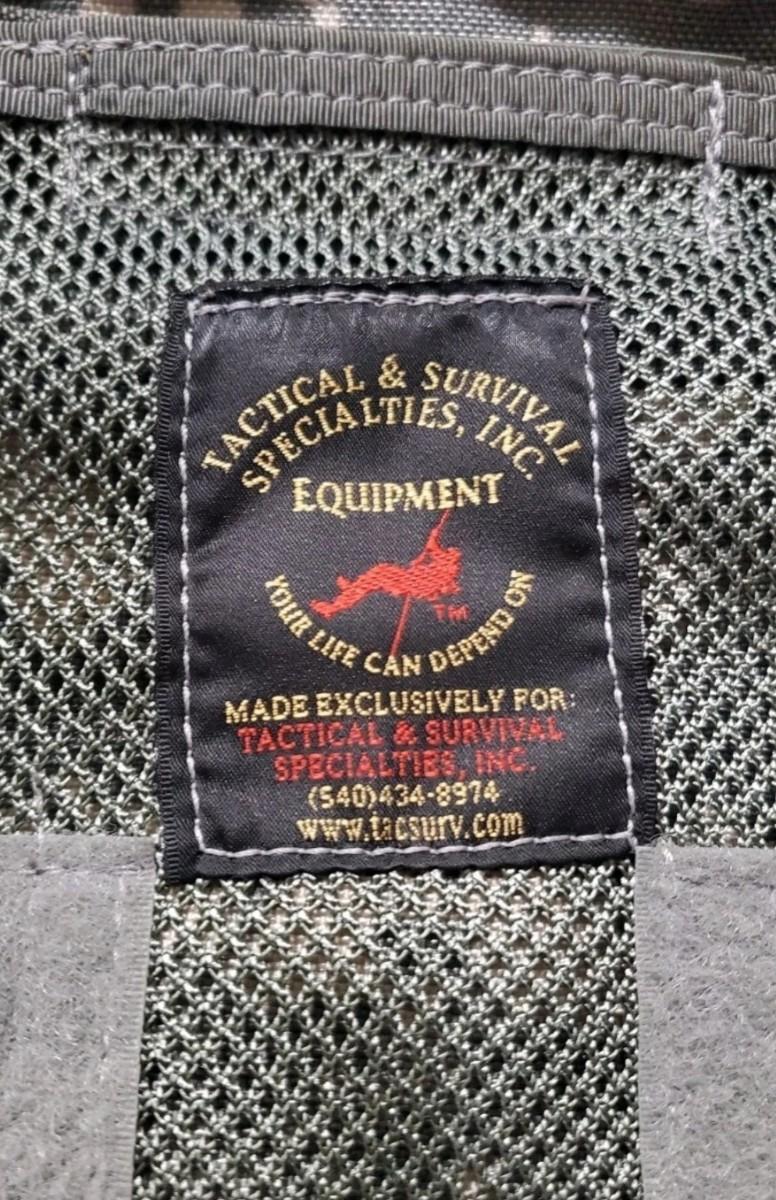 TACTICAL & SURVIVAL
SPECIALTIES, INC.
EQUIPMENT
TM
YOUR LIFE CAN DEPEND ON
MADE EXCLUSIVELY FOR:
TACTICAL & SURVIVAL
SPECIALTIES, INC.
(540)434-8974
www.tacsurv.com